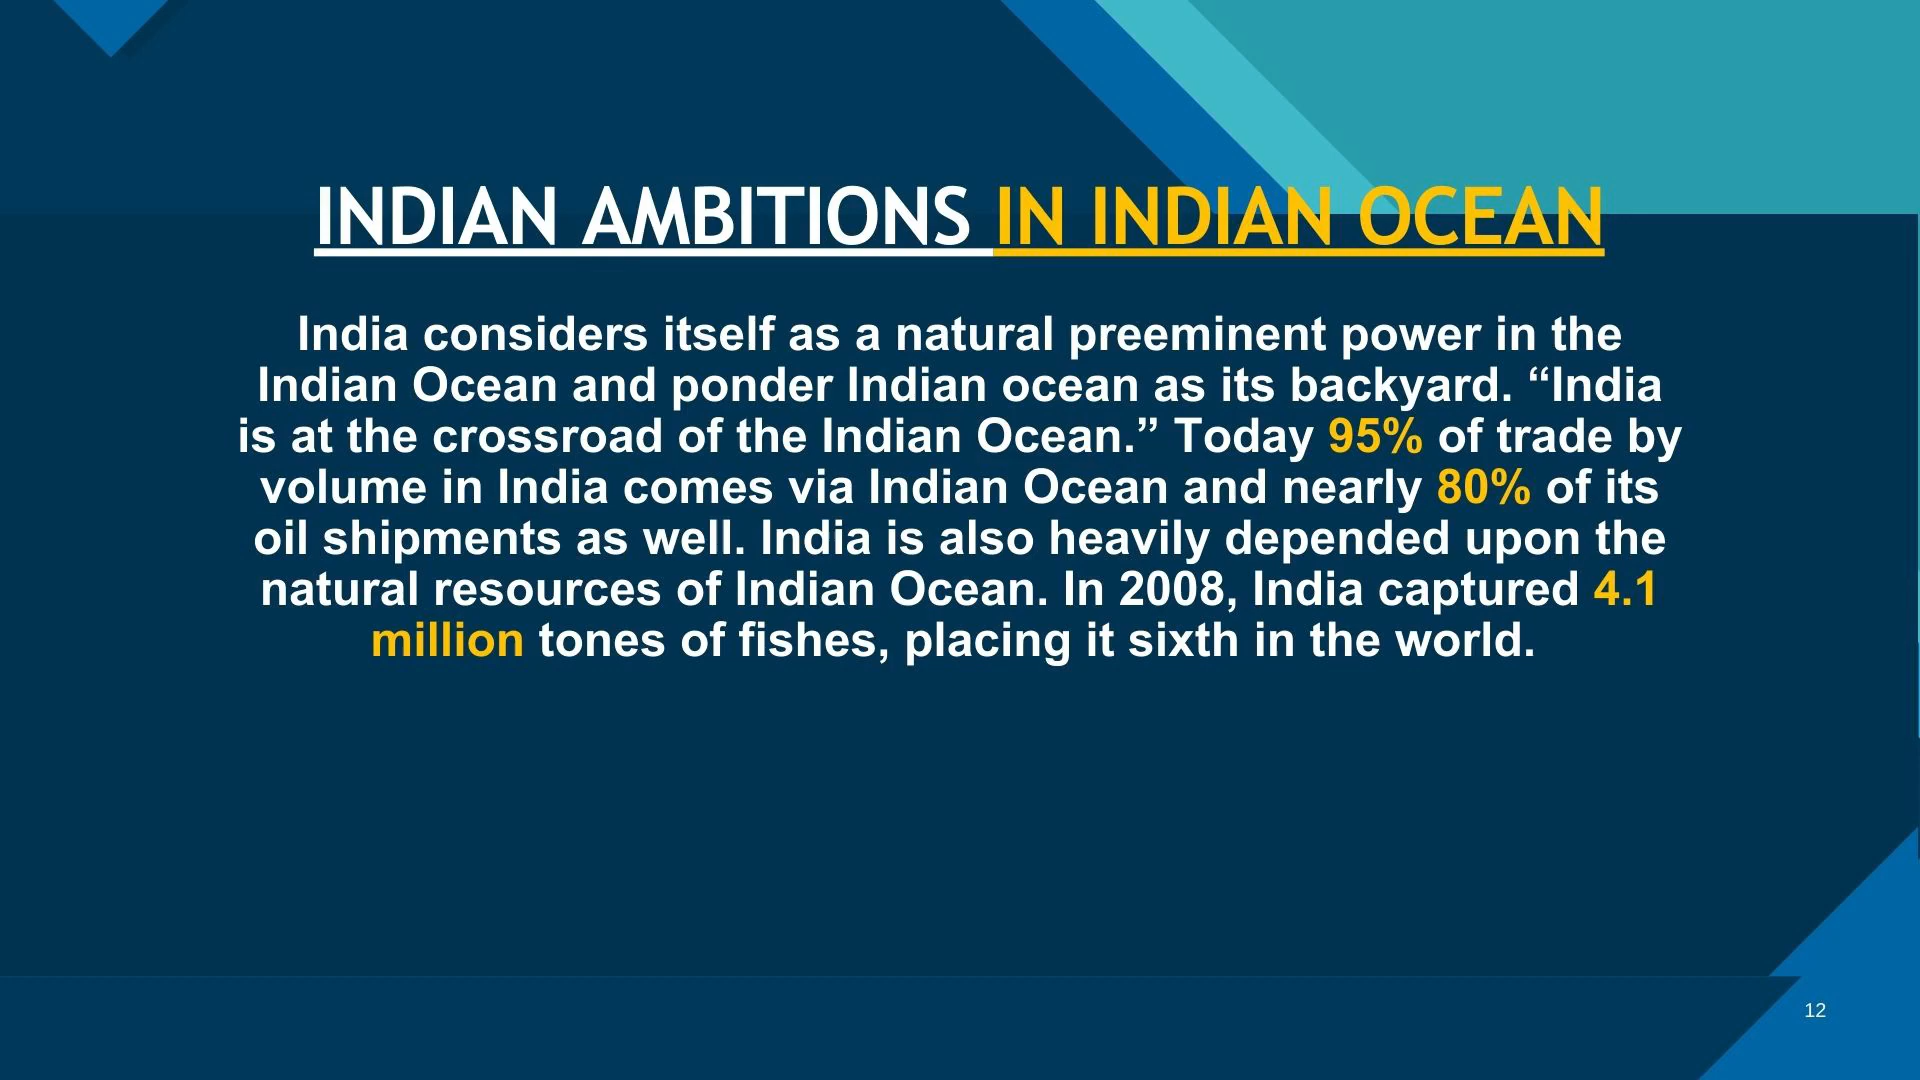 INDIAN AMBITIONS IN INDIAN OCEAN
India considers itself as a natural preeminent power in the
Indian Ocean and ponder Indian ocean as its backyard. “India
is at the crossroad of the Indian Ocean.” Today 95% of trade by
volume in India comes via Indian Ocean and nearly 80% of its
oil shipments as well. India is also heavily depended upon the
natural resources of Indian Ocean. In 2008, India captured 4.1
million tones of fishes, placing it sixth in the world.
12